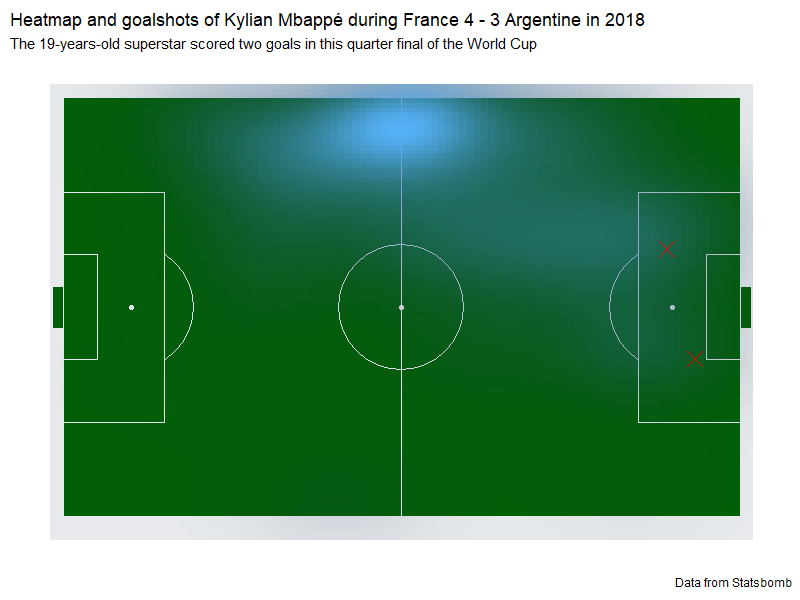 Heatmap and goalshots of Kylian Mbappé during France 4 - 3 Argentine in 2018
The 19-years-old superstar scored two goals in this quarter final of the World Cup
Data from Statsbomb